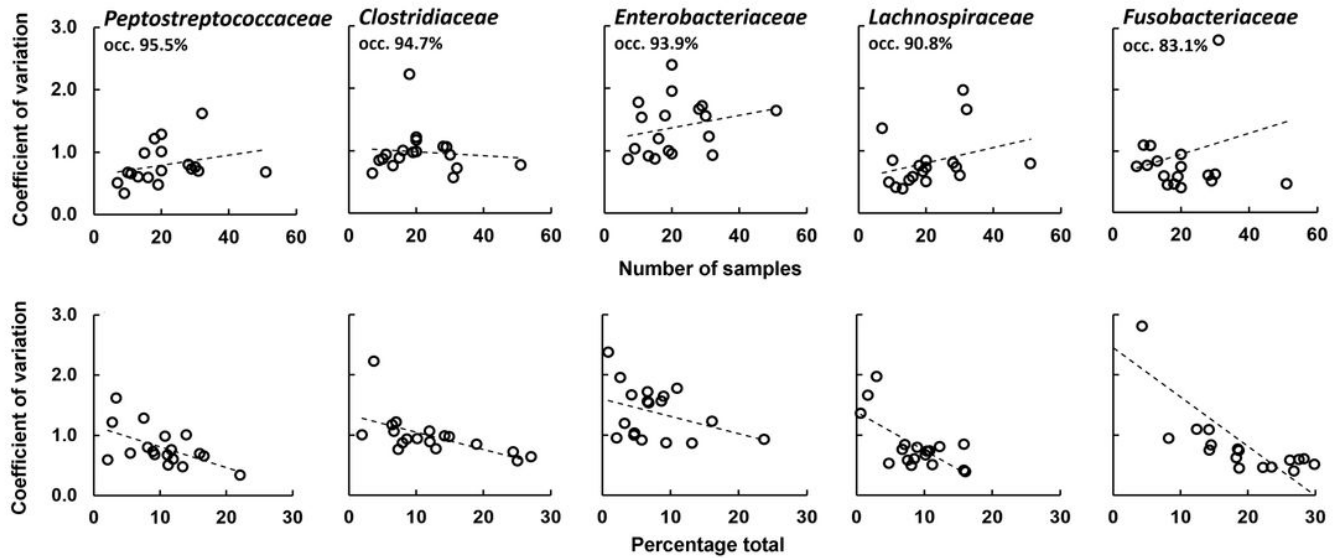 Peptostreptococcaceae Clostridiaceae Enterobacteriaceae Lachnospiraceae Fusobacteriaceae
occ. 95.5% occ. 94.7% occ. 93.9% occ. 90.8% occ. 83.1%
Coefficient of variation
3.0
2.0
1.0
0.0
0 20 40 60 0 20 40 60 0 20 40 60 0 20 40 60 0 20 40 60
Number of samples
Coefficient of variation
3.0
2.0
1.0
0.0
0 10 20 30 0 10 20 30 0 10 20 30 0 10 20 30 0 10 20 30
Percentage total